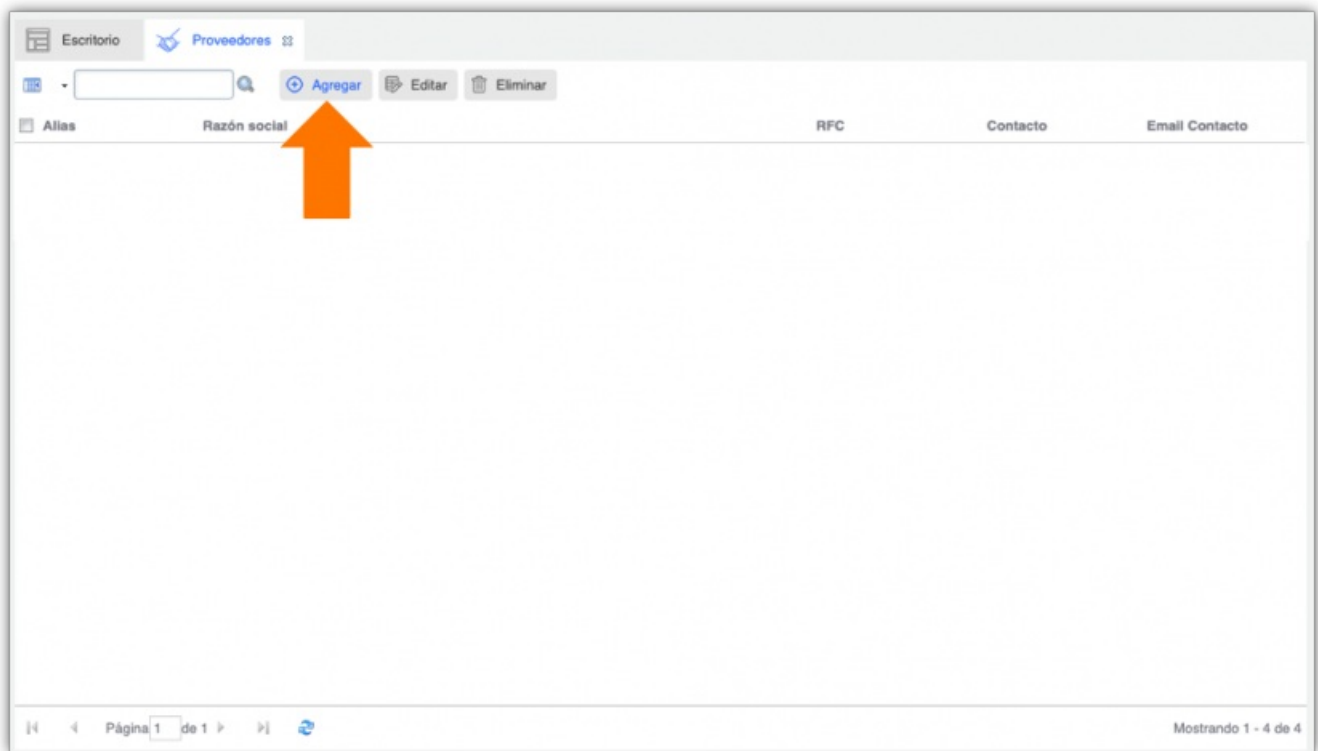 Escritorio Proveedores
Agregar Editar Eliminar
Alias Razón social RFC Contacto Email Contacto
Página 1 de 1 Mostrando 1 - 4 de 4